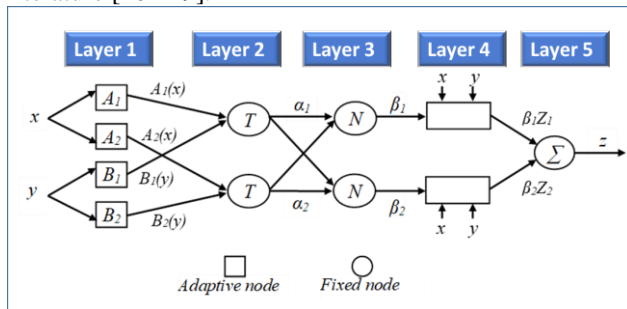 Layer 1 Layer 2 Layer 3 Layer 4 Layer 5
x y
A1 A1(x) α1 β1 β1Z1
x T N
A2 A2(x) Σ z
B1 B1(y)
y T N
B2 B2(y) α2 β2 β2Z2
x y
Adaptive node Fixed node